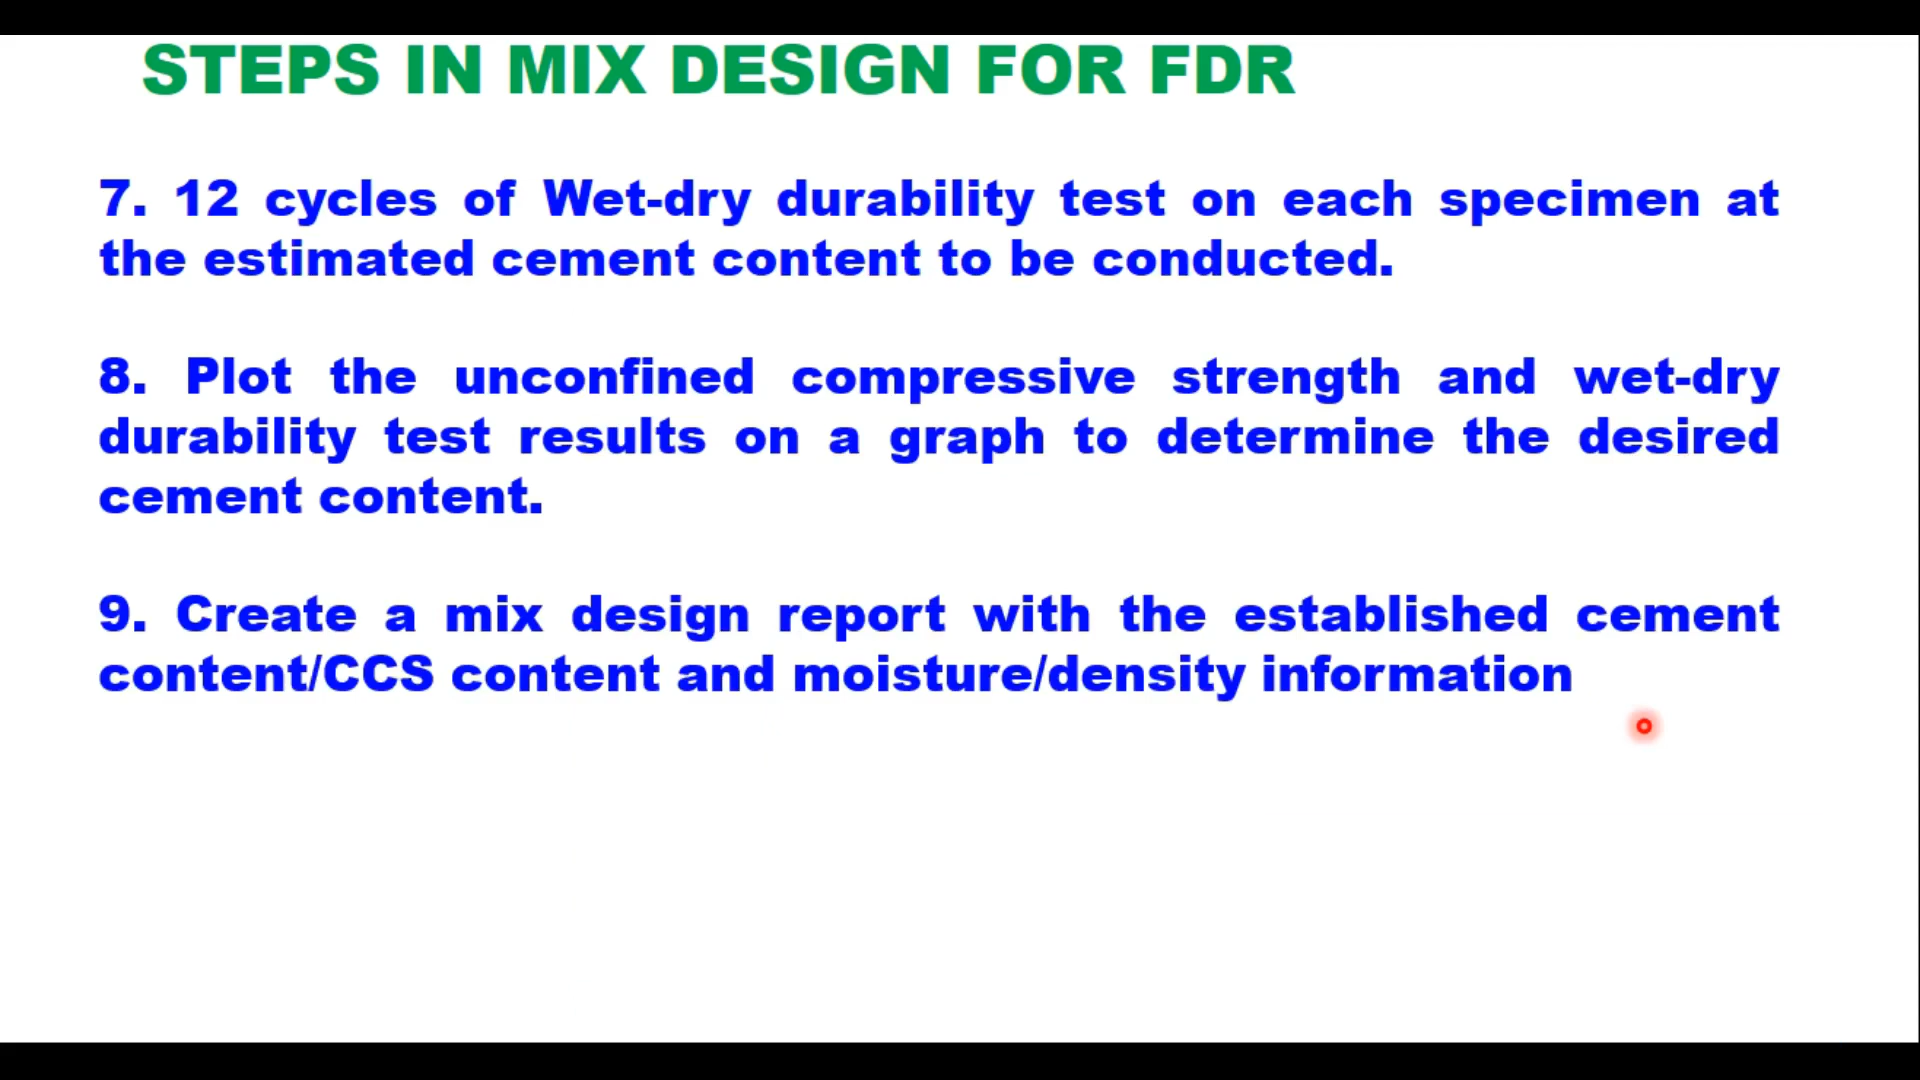 STEPS IN MIX DESIGN FOR FDR
7. 12 cycles of Wet-dry durability test on each specimen at
the estimated cement content to be conducted.
8. Plot the unconfined compressive strength and wet-dry
durability test results on a graph to determine the desired
cement content.
9. Create a mix design report with the established cement
content/CCS content and moisture/density information